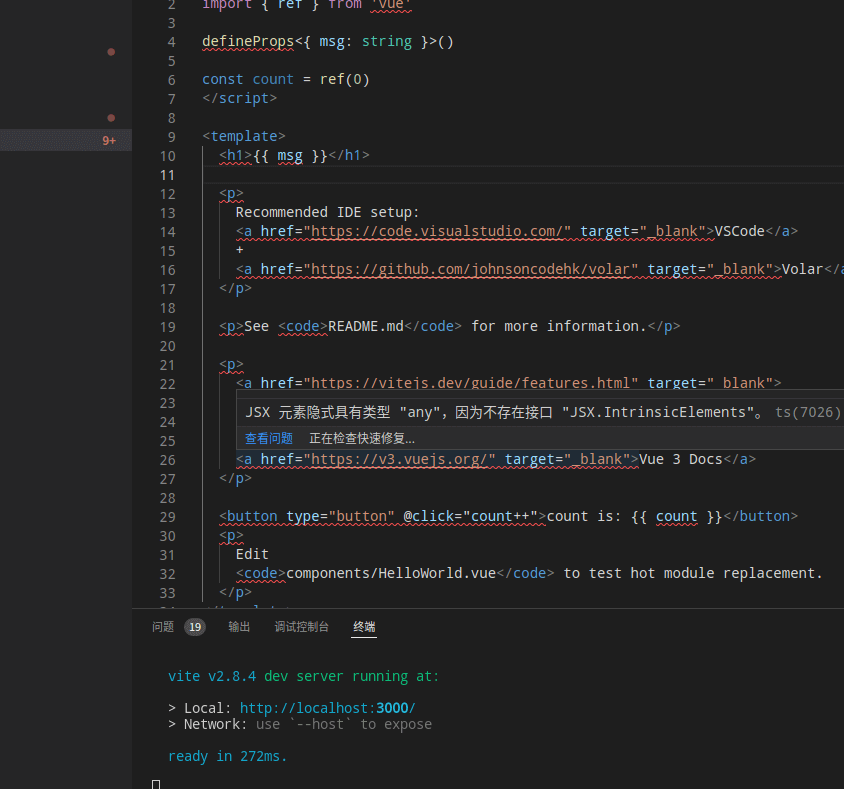 9+
2 import { ref } from 'vue'
3
4 defineProps<{ msg: string }>()
5
6 const count = ref(0)
7 </script>
8
9 <template>
10 <h1>{{ msg }}</h1>
11
12 <p>
13 Recommended IDE setup:
14 <a href="https://code.visualstudio.com/" target="_blank">VSCode</a>
15 +
16 <a href="https://github.com/johnsoncodehk/volar" target="_blank">Volar</a
17 </p>
18
19 <p>See <code>README.md</code> for more information.</p>
20
21 <p>
22 <a href="https://vitejs.dev/guide/features.html" target="_blank">
23
JSX 元素隐式具有类型 "any"，因为不存在接口 "JSX.IntrinsicElements"。 ts(7026)
24
25
查看问题 正在检查快速修复...
26 <a href="https://v3.vuejs.org/" target="_blank">Vue 3 Docs</a>
27 </p>
28
29 <button type="button" @click="count++">count is: {{ count }}</button>
30 <p>
31 Edit
32 <code>components/HelloWorld.vue</code> to test hot module replacement.
33 </p>
问题 19 输出 调试控制台 终端
vite v2.8.4 dev server running at:
> Local: http://localhost:3000/
> Network: use `--host` to expose
ready in 272ms.